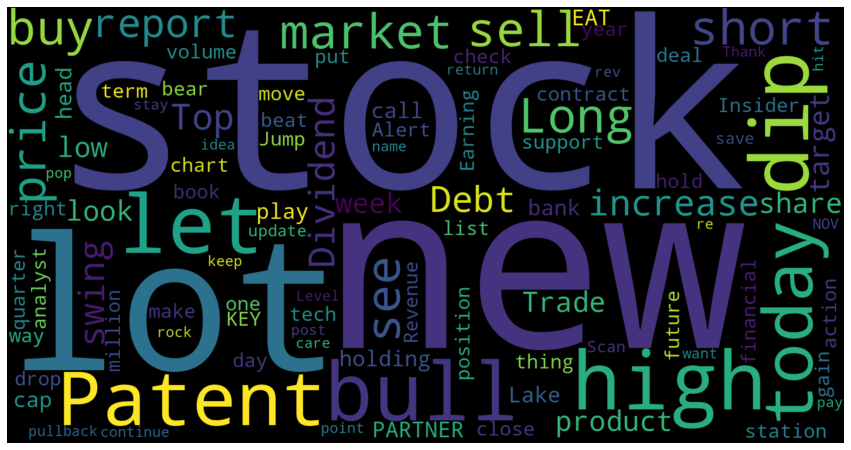 buy
report
market
sell
EAT
year
short
volume
put
check
deal
Thank
hit
return
rev
stock
price
head
term
bear
move
stay
Top
beat
Jump
idea
call
Alert
name
Earning
Long
contract
support
Insider
save
dip
target
low
pop
chart
book
Dividend
hold
right
look
let
play
update
week
Debt
list
bank
increase
share
re
NOV
lot
new
keep
quarter
analyst
way
swing
million
make
rock
one
KEY
Level
tech
post
care
see
Revenue
position
Trade
thing
future
Scan
want
financial
today
action
gain
day
holding
Lake
high
drop
cap
Patent
bull
product
pay
station
pullback
continue
point
PARTNER
close